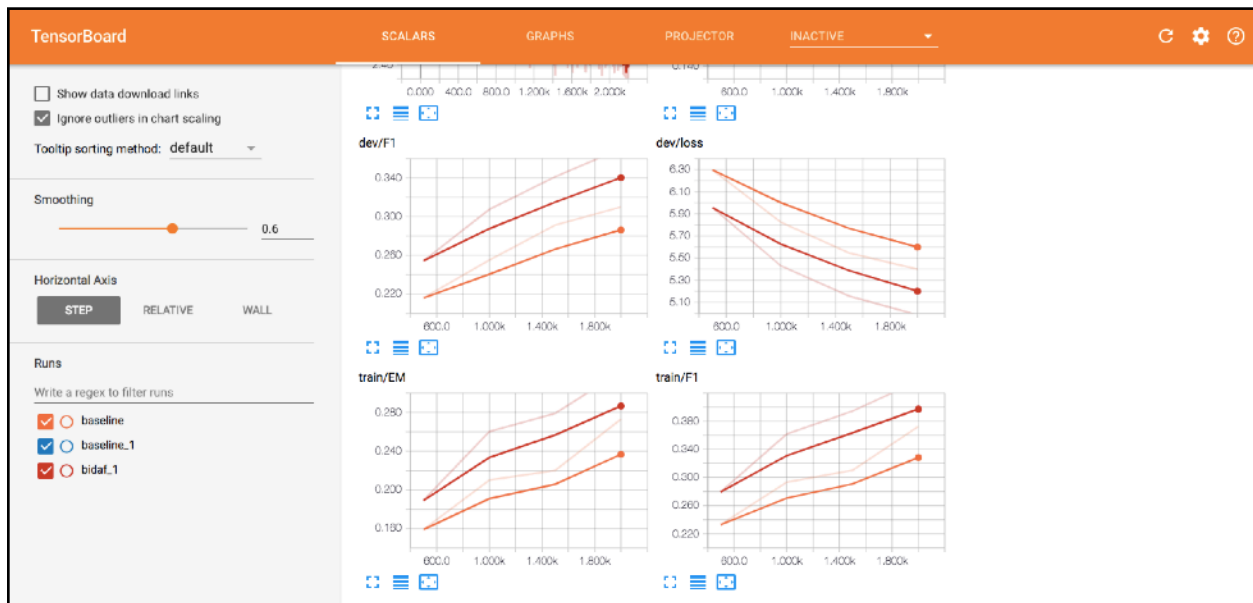 TensorBoard SCALARS GRAPHS PROJECTOR INACTIVE
Show data download links
Ignore outliers in chart scaling
Tooltip sorting method: default
Smoothing
0.6
Horizontal Axis
STEP RELATIVE WALL
Runs
Write a regex to filter runs
baseline
baseline_1
bidaf_1
0.000 400.0 800.0 1.200k 1.600k 2.000k
0.140
600.0 1.000k 1.400k 1.800k
dev/F1
0.340
0.300
0.260
0.220
600.0 1.000k 1.400k 1.800k
dev/loss
6.30
6.10
5.90
5.70
5.50
5.30
5.10
600.0 1.000k 1.400k 1.800k
train/EM
0.280
0.240
0.200
0.160
600.0 1.000k 1.400k 1.800k
train/F1
0.380
0.340
0.300
0.260
0.220
600.0 1.000k 1.400k 1.800k